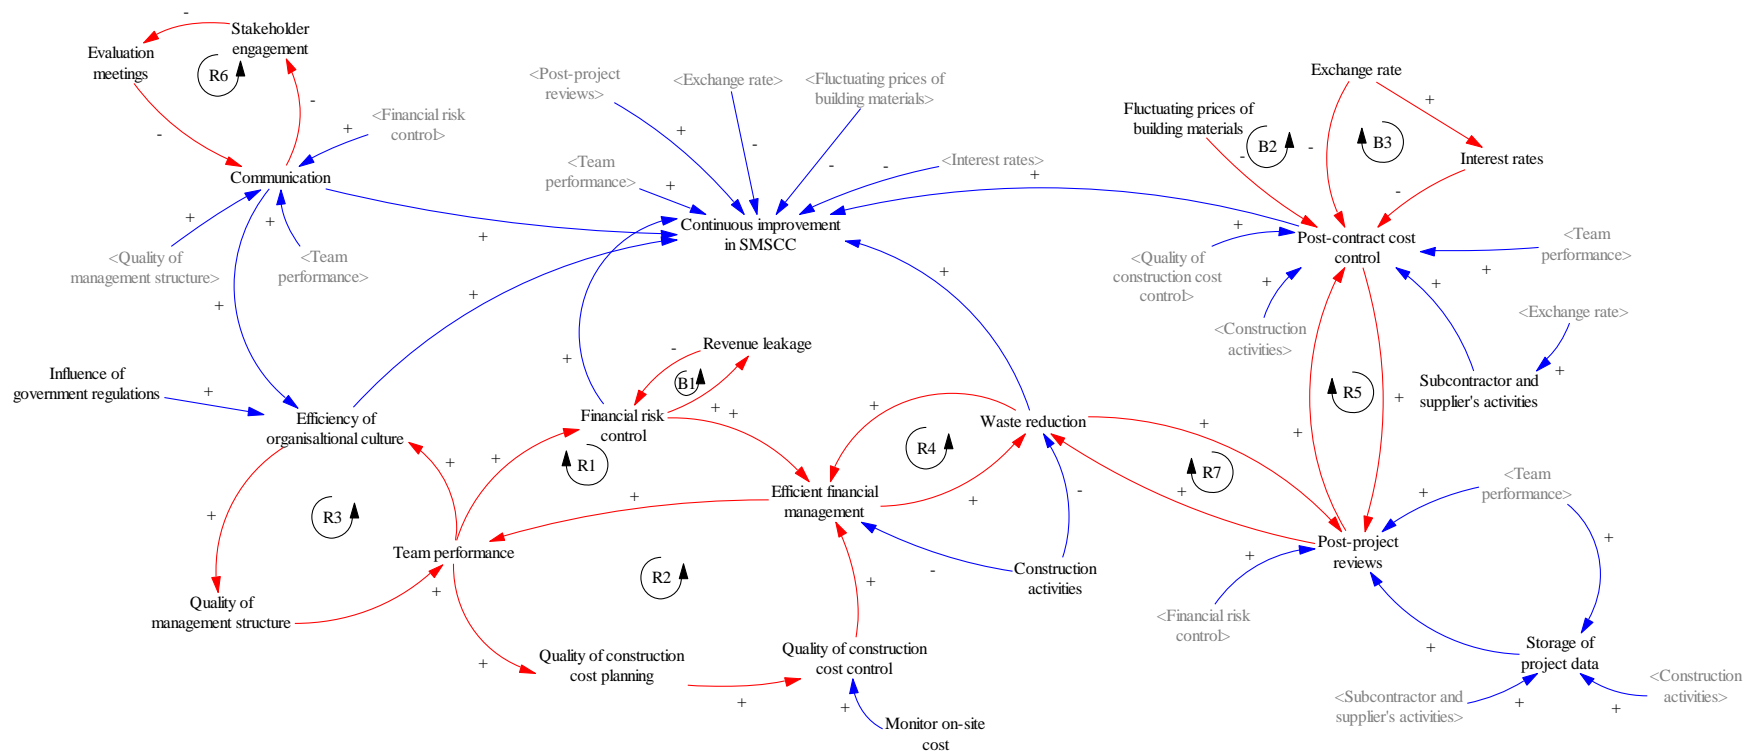 Stakeholder
engagement
-
Evaluation
meetings
R6
-
-
<Financial risk
control>
+
Communication
+
<Quality of
management structure>
+
<Team
performance>
+
+
<Post-project
reviews>
<Exchange rate>
<Fluctuating prices of
building materials>
+
-
-
-
<Interest rates>
<Team
performance>
+
+
Continuous improvement
in SMSCC
Exchange rate
+
Fluctuating prices of
building materials
B2
B3
-
-
Interest rates
-
Post-contract cost
control
+
<Quality of
construction cost
control>
+
<Team
performance>
+
+
<Construction
activities>
<Exchange rate>
+
Subcontractor and
supplier's activities
+
+
Influence of
government regulations
+
Efficiency of
organisaltional culture
Revenue leakage
-
B1
+
+
+
Financial risk
control
R1
+
+
Waste reduction
+
R4
+
R5
+
+
R7
+
+
Efficient financial
management
+
-
-
+
R3
+
Team performance
+
R2
+
Construction
activities
Quality of
management structure
+
Quality of construction
cost planning
+
Quality of construction
cost control
+
Monitor on-site
cost
Post-project
reviews
+
<Team
performance>
+
+
<Financial risk
control>
+
Storage of
project data
<Subcontractor and
supplier's activities>
+
+
<Construction
activities>